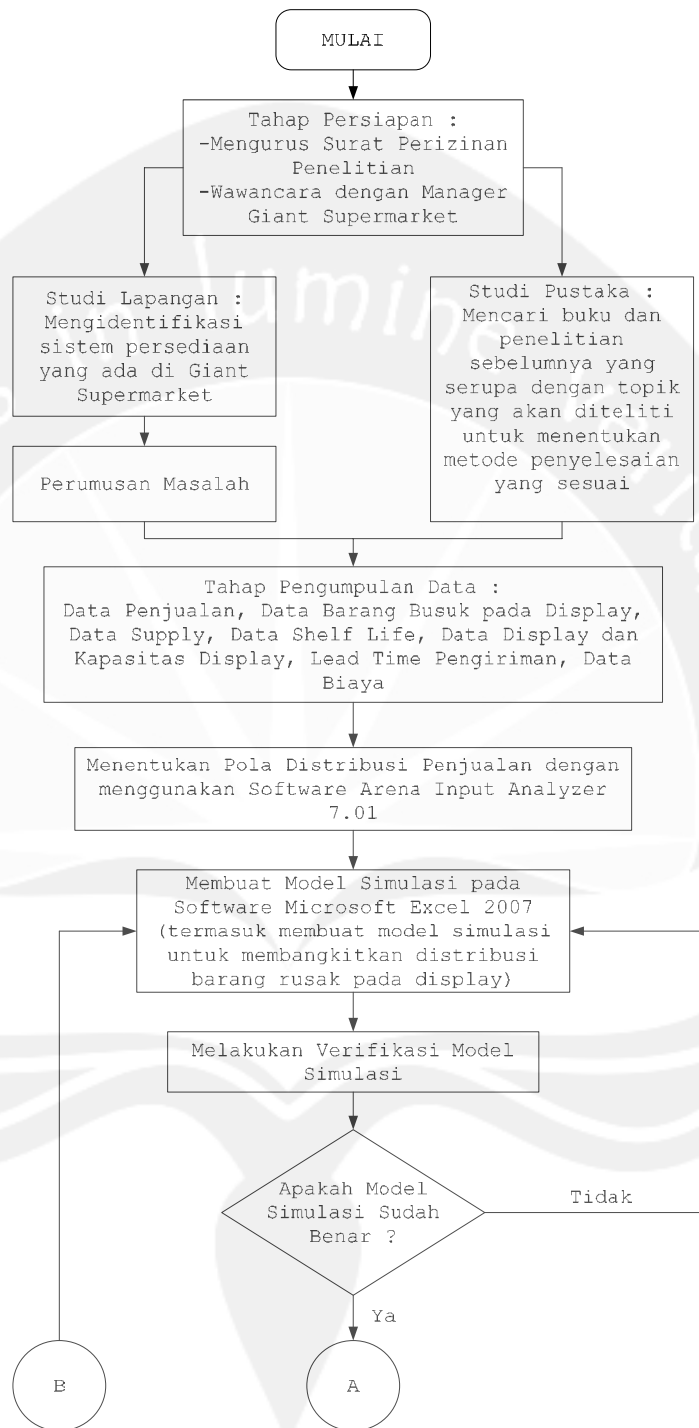 MULAI
Tahap Persiapan :
-Mengurus Surat Perizinan
Penelitian
-Wawancara dengan Manager
Giant Supermarket
Studi Lapangan :
Mengidentifikasi
sistem persediaan
yang ada di Giant
Supermarket
Studi Pustaka :
Mencari buku dan
penelitian
sebelumnya yang
serupa dengan topik
yang akan diteliti
untuk menentukan
metode penyelesaian
yang sesuai
Perumusan Masalah
Tahap Pengumpulan Data :
Data Penjualan, Data Barang Busuk pada Display,
Data Supply, Data Shelf Life, Data Display dan
Kapasitas Display, Lead Time Pengiriman, Data
Biaya
Menentukan Pola Distribusi Penjualan dengan
menggunakan Software Arena Input Analyzer
7.01
Membuat Model Simulasi pada
Software Microsoft Excel 2007
(termasuk membuat model simulasi
untuk membangkitkan distribusi
barang rusak pada display)
Melakukan Verifikasi Model
Simulasi
Apakah Model
Simulasi Sudah
Benar ?
Tidak
Ya
B
A
lumine